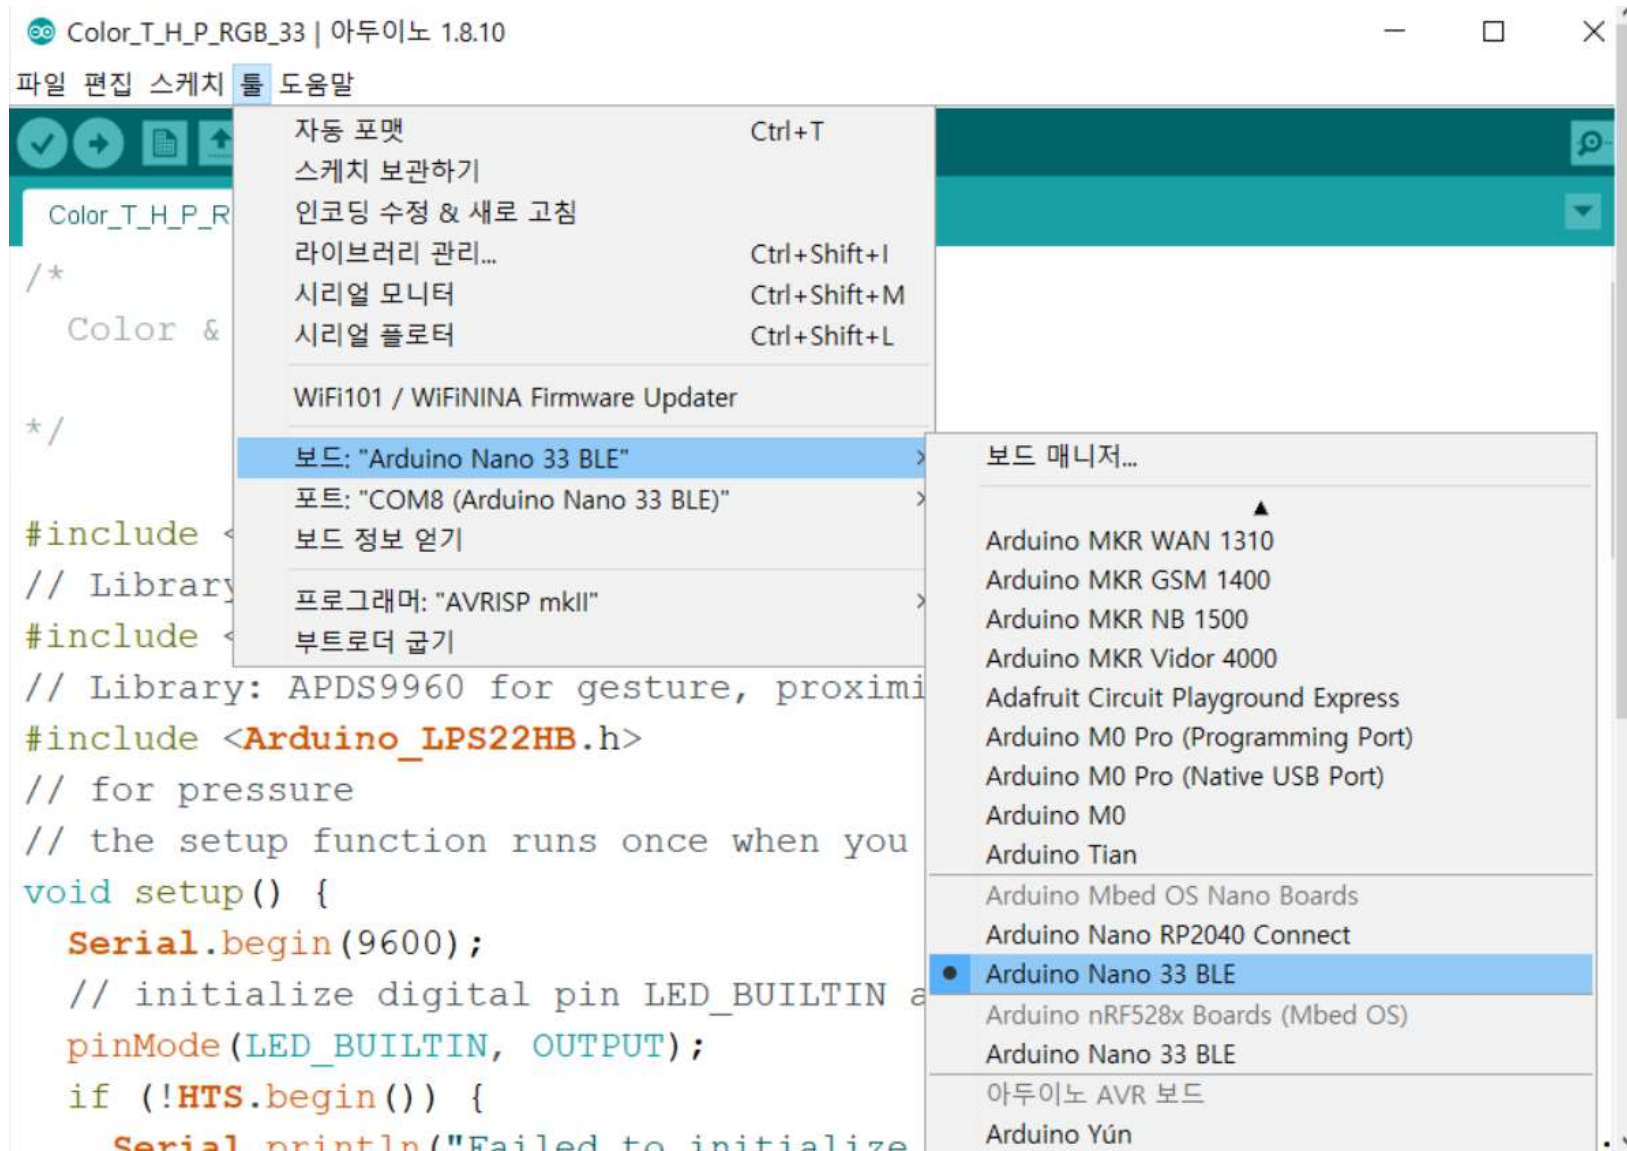 Color_T_H_P_RGB_33 | 아두이노 1.8.10
파일 편집 스케치 툴 도움말
자동 포맷 Ctrl+T
스케치 보관하기
인코딩 수정 & 새로 고침
라이브러리 관리... Ctrl+Shift+I
시리얼 모니터 Ctrl+Shift+M
시리얼 플로터 Ctrl+Shift+L
WiFi101 / WiFiNINA Firmware Updater
보드: "Arduino Nano 33 BLE"
포트: "COM8 (Arduino Nano 33 BLE)"
보드 정보 얻기
프로그래머: "AVRISP mkII"
부트로더 굽기
보드 매니저...
Arduino MKR WAN 1310
Arduino MKR GSM 1400
Arduino MKR NB 1500
Arduino MKR Vidor 4000
Adafruit Circuit Playground Express
Arduino M0 Pro (Programming Port)
Arduino M0 Pro (Native USB Port)
Arduino M0
Arduino Tian
Arduino Mbed OS Nano Boards
Arduino Nano RP2040 Connect
Arduino Nano 33 BLE
Arduino nRF528x Boards (Mbed OS)
Arduino Nano 33 BLE
아두이노 AVR 보드
Arduino Yún
Color_T_H_P_R
/*
Color &
*/
#include <
// Library
#include <
// Library: APDS9960 for gesture, proximi
#include <Arduino_LPS22HB.h>
// for pressure
// the setup function runs once when you
void setup() {
Serial.begin(9600);
// initialize digital pin LED_BUILTIN a
pinMode(LED_BUILTIN, OUTPUT);
if (!HTS.begin()) {
Serial.println("Failed to initialize